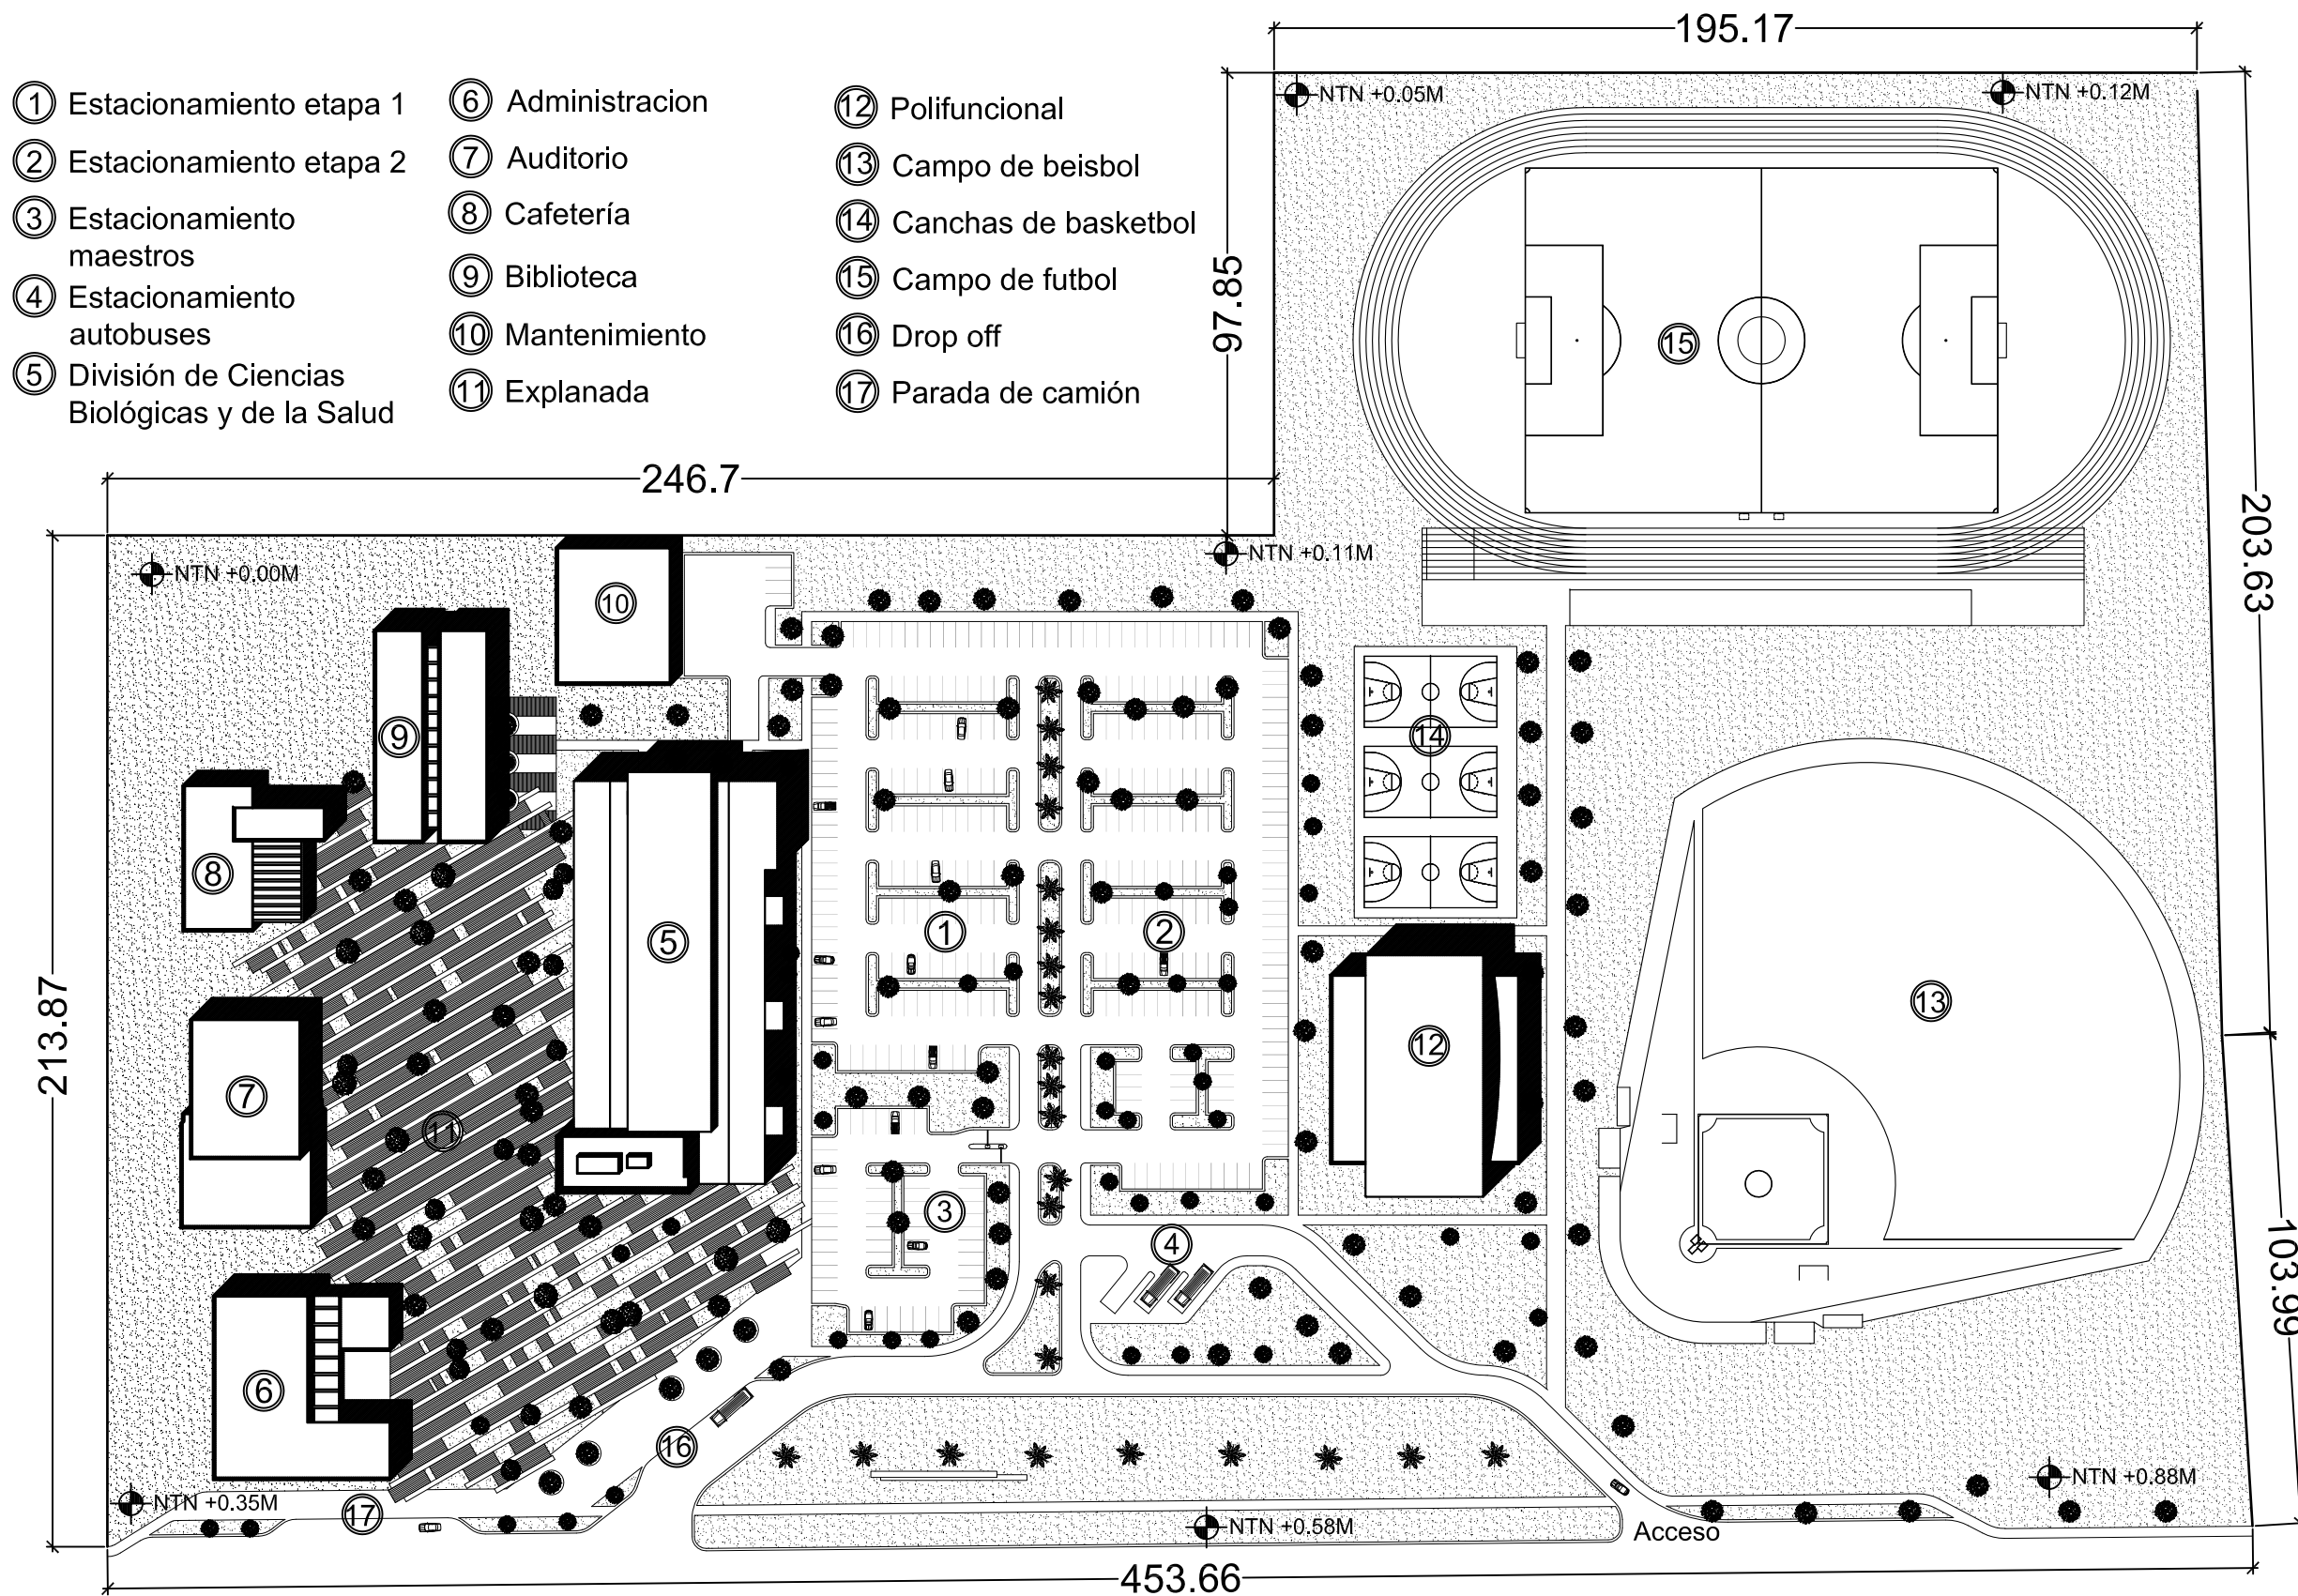 195.17
1 Estacionamiento etapa 1
2 Estacionamiento etapa 2
3 Estacionamiento
maestros
4 Estacionamiento
autobuses
5 División de Ciencias
Biológicas y de la Salud
6 Administracion
7 Auditorio
8 Cafetería
9 Biblioteca
10 Mantenimiento
11 Explanada
12 Polifuncional
13 Campo de beisbol
14 Canchas de basketbol
15 Campo de futbol
16 Drop off
17 Parada de camión
NTN +0.05M
NTN +0.12M
97.85
15
246.7
203.63
NTN +0.11M
NTN +0.00M
10
9
14
8
5
1
2
13
12
213.87
7
11
3
4
103.99
6
16
NTN +0.88M
NTN +0.35M
17
NTN +0.58M
Acceso
453.66